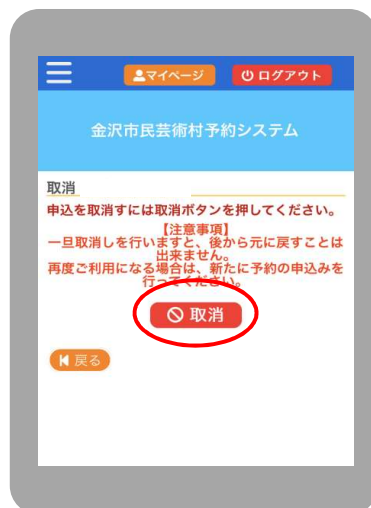 マイページ ログアウト
金沢市民芸術村予約システム
取消
申込を取消すには取消ボタンを押してください。
【注意事項】
一旦取消しを行いますと、後から元に戻すことは
出来ません。
再度ご利用になる場合は、新たに予約の申込みを
行ってください。
取消
戻る